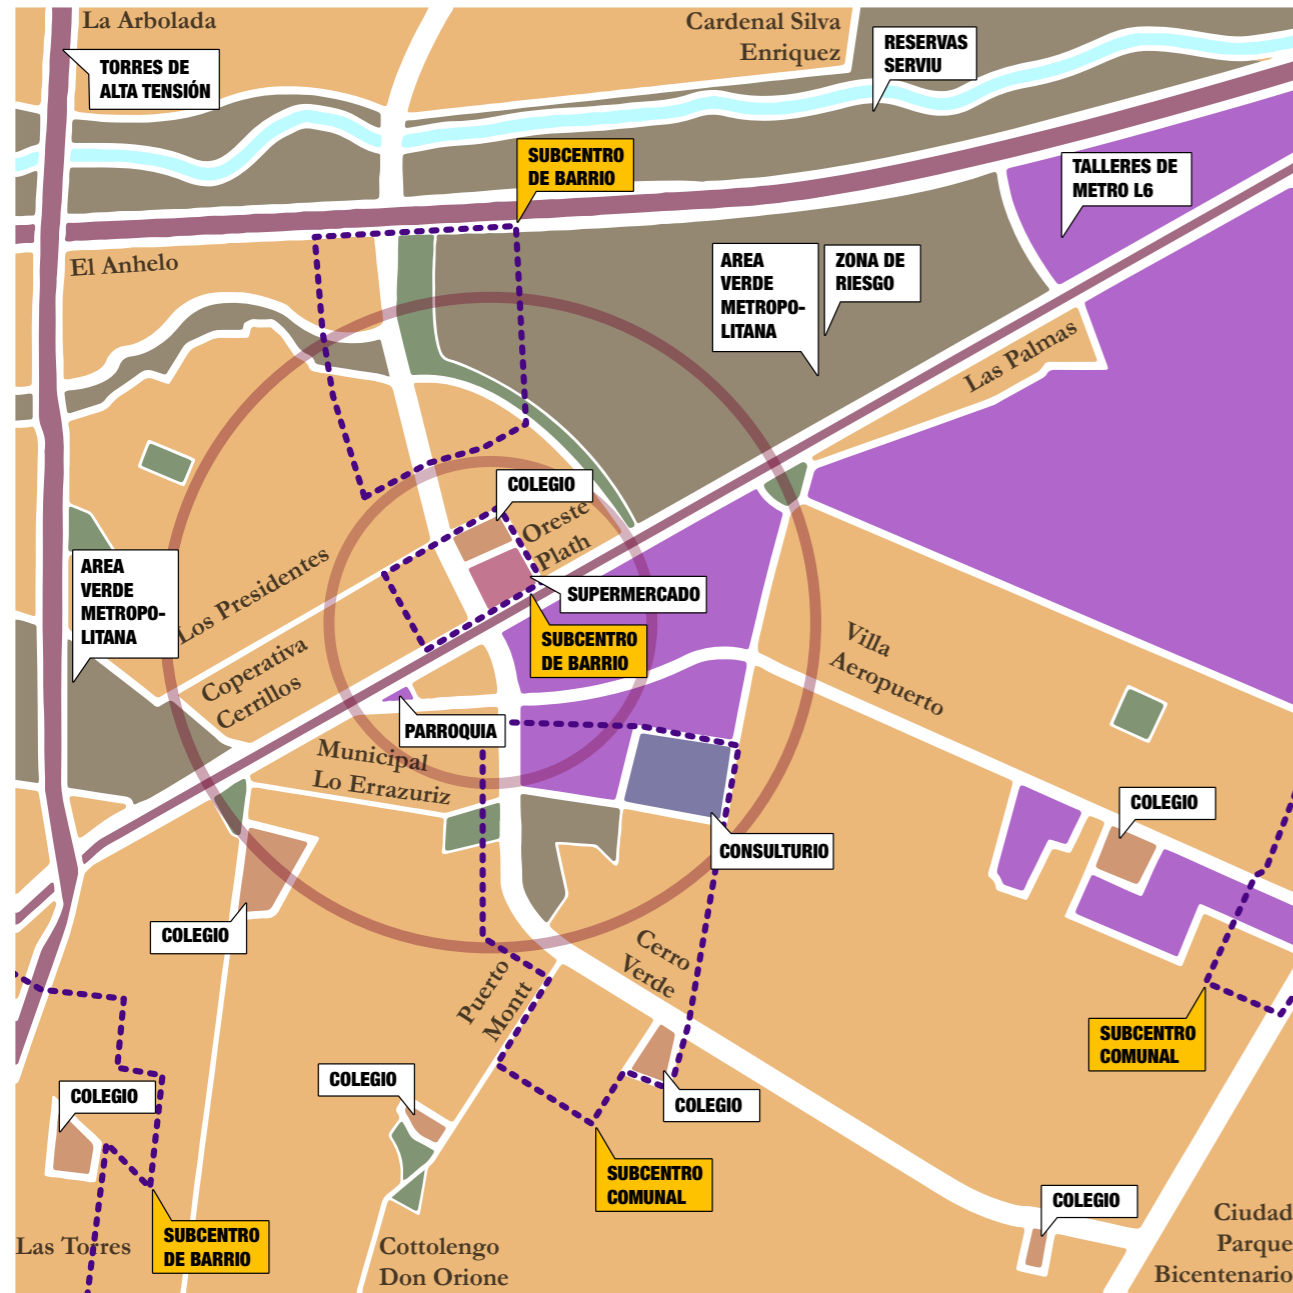 La Arbolada
Cardenal Silva
Enriquez
RESERVAS
SERVIU
TORRES DE
ALTA TENSIÓN
SUBCENTRO
DE BARRIO
TALLERES DE
METRO L6
El Anhelo
AREA
VERDE
METROPO-
LITANA
ZONA DE
RIESGO
Las Palmas
COLEGIO
Oreste
Plath
AREA
VERDE
METROPO-
LITANA
Los Presidentes
SUPERMERCADO
SUBCENTRO
DE BARRIO
Coperativa
Cerrillos
Villa
Aeropuerto
PARROQUIA
Municipal
Lo Errazuriz
COLEGIO
CONSULTURIO
COLEGIO
Cerro
Verde
Puerto
Montt
SUBCENTRO
COMUNAL
COLEGIO
COLEGIO
COLEGIO
SUBCENTRO
COMUNAL
COLEGIO
Las Torres
SUBCENTRO
DE BARRIO
Cottolengo
Don Orione
Ciudad
Parque
Bicentenario